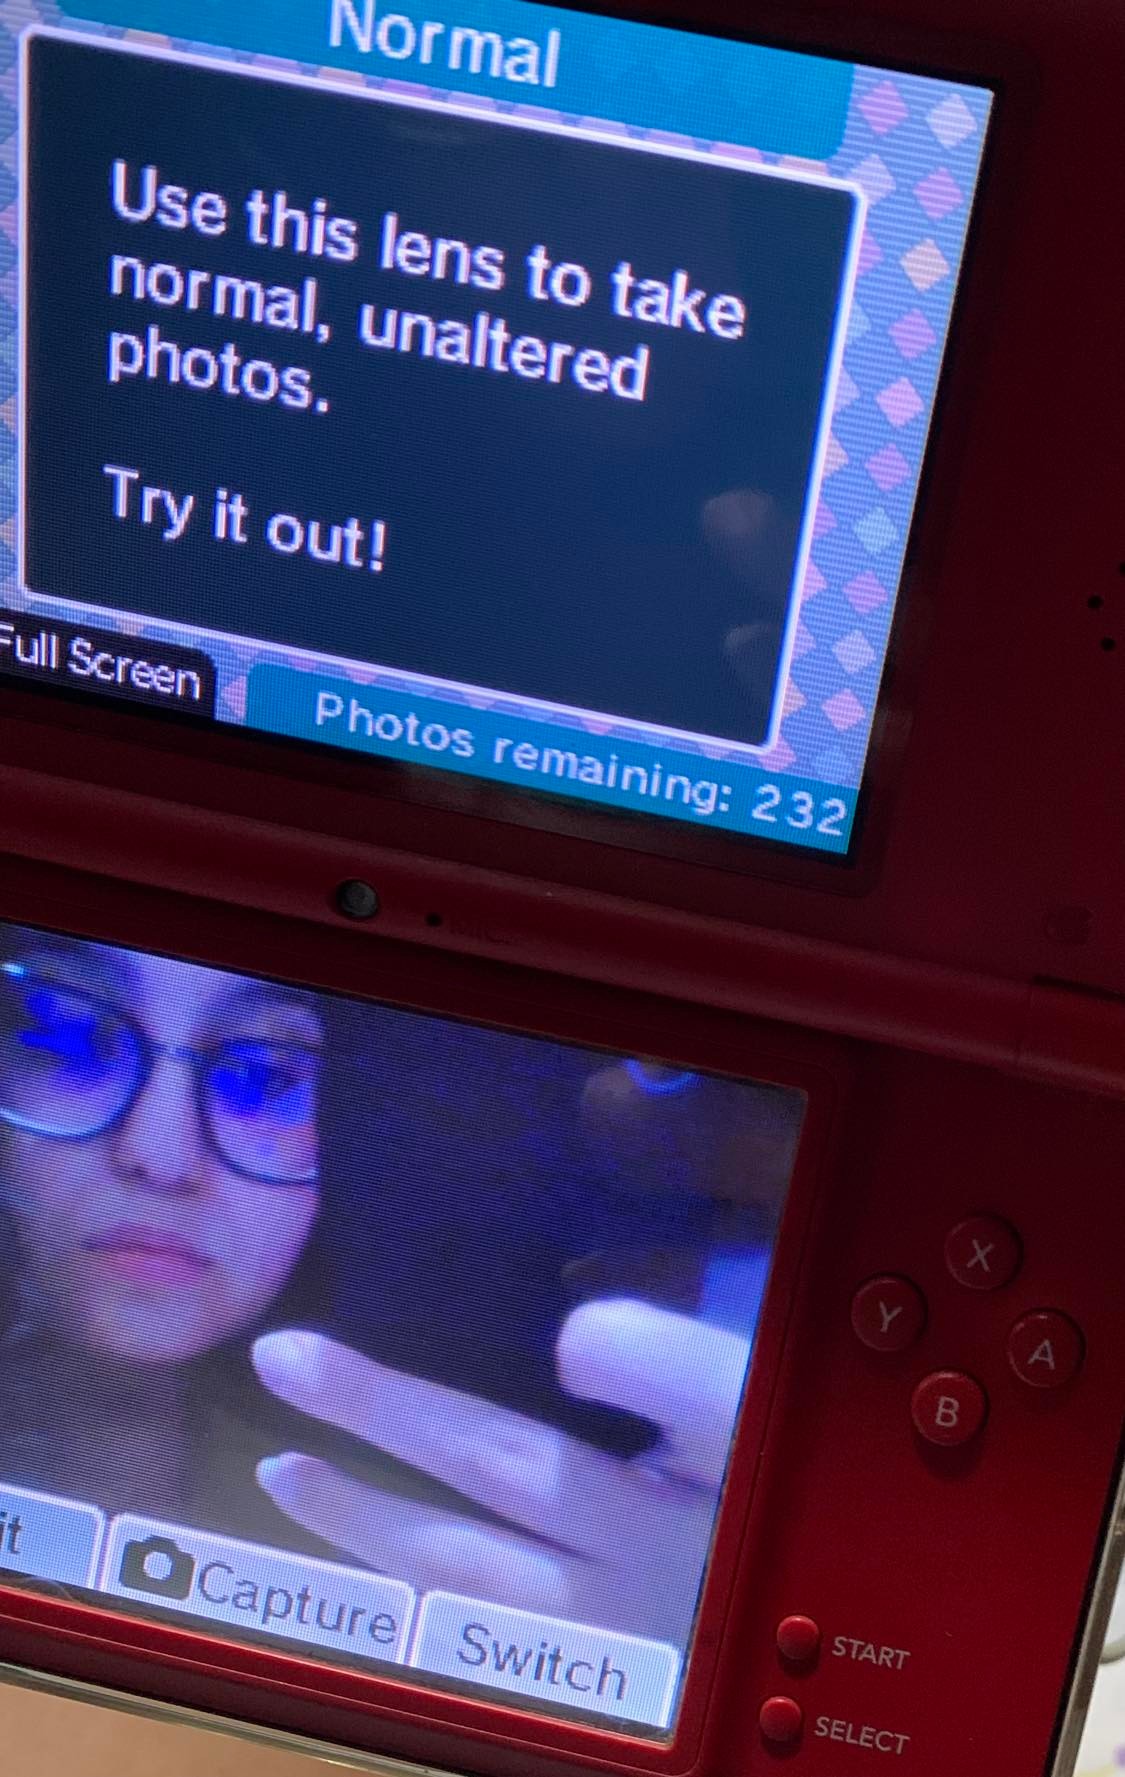 Normal
Use this lens to take
normal, unaltered
photos.
Try it out!
Full Screen
Photos remaining: 232
X
Y
A
B
it
Capture
Switch
START
SELECT